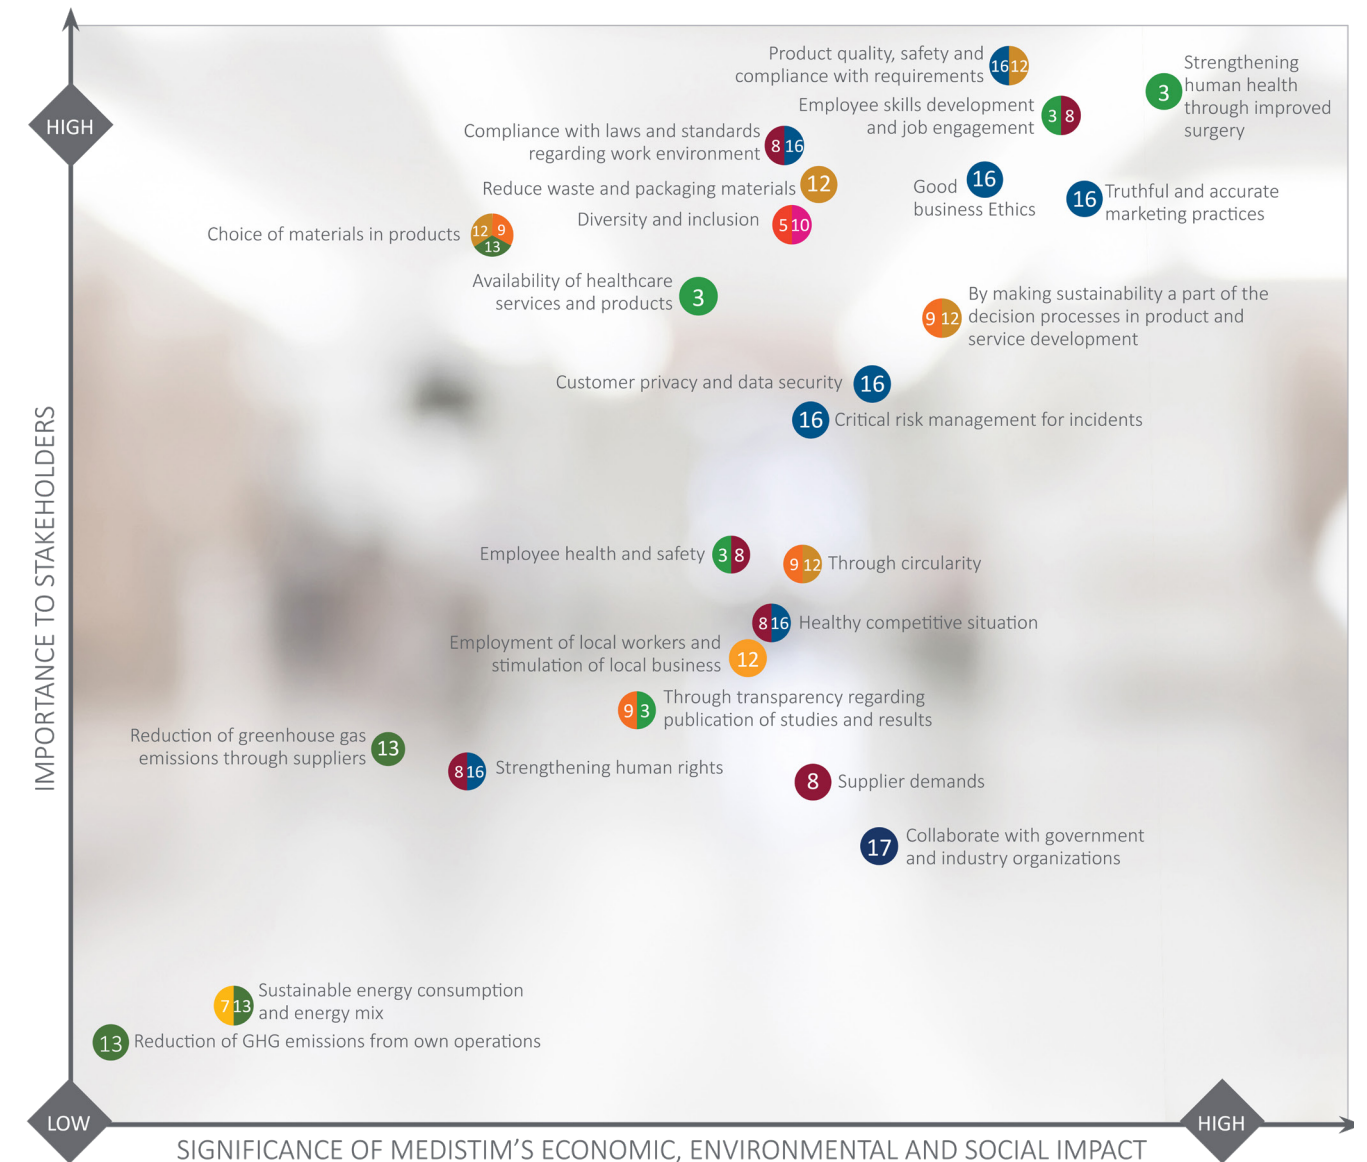 HIGH
IMPORTANCE TO STAKEHOLDERS
Product quality, safety and
compliance with requirements
16 12
Strengthening
human health
through improved
surgery
3
Employee skills development
and job engagement
3 8
Compliance with laws and standards
regarding work environment
8 16
Reduce waste and packaging materials
12
Good
business Ethics
16
16
Truthful and accurate
marketing practices
Diversity and inclusion
5 10
Choice of materials in products
12 9
13
Availability of healthcare
services and products
3
9 12
By making sustainability a part of the
decision processes in product and
service development
Customer privacy and data security
16
16
Critical risk management for incidents
Employee health and safety
3 8
9 12
Through circularity
8 16
Healthy competitive situation
Employment of local workers and
stimulation of local business
12
9 3
Through transparency regarding
publication of studies and results
Reduction of greenhouse gas
emissions through suppliers
13
8 16
Strengthening human rights
8
Supplier demands
17
Collaborate with government
and industry organizations
7 13
Sustainable energy consumption
and energy mix
13
Reduction of GHG emissions from own operations
LOW
HIGH
SIGNIFICANCE OF MEDISTIM'S ECONOMIC, ENVIRONMENTAL AND SOCIAL IMPACT